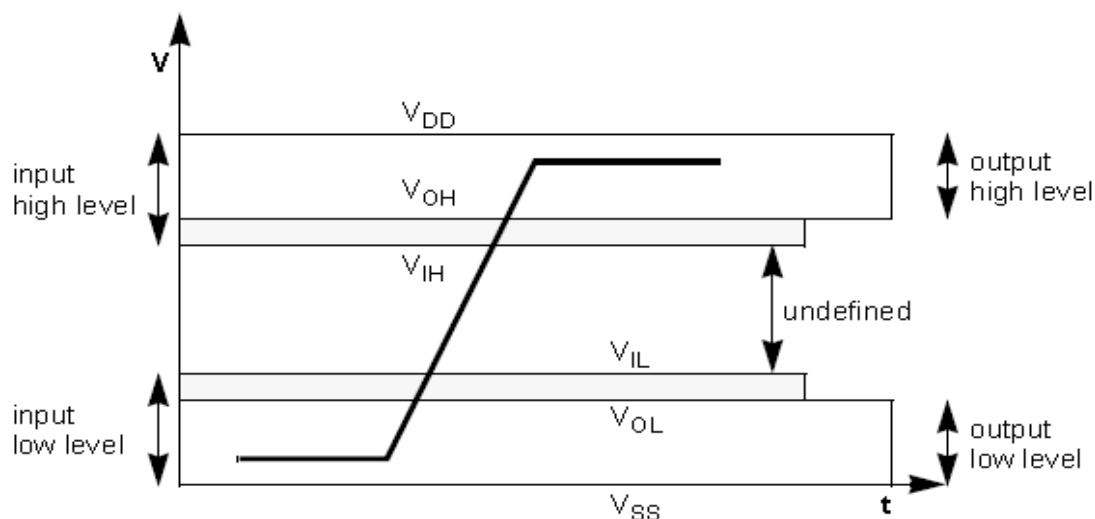 V
V_DD
input
high level
V_OH
output
high level
V_IH
undefined
V_IL
input
low level
V_OL
output
low level
V_SS
t